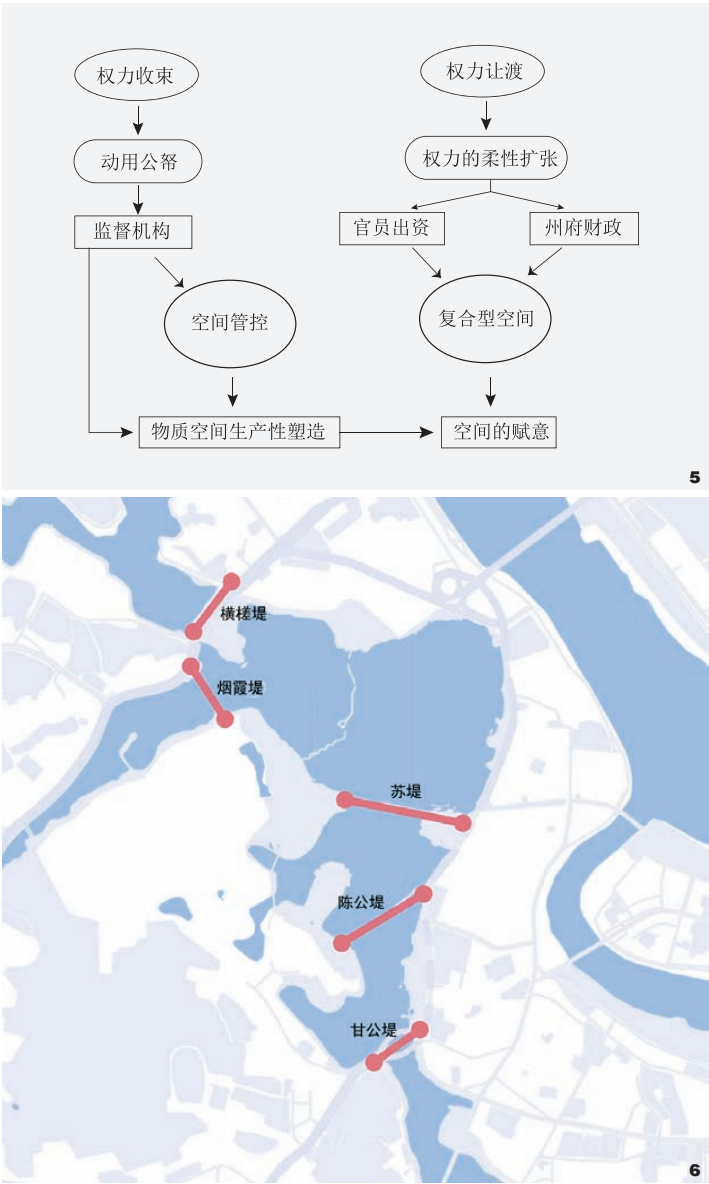 权力收束
权力让渡
动用公帑
权力的柔性扩张
监督机构
官员出资
州府财政
空间管控
复合型空间
物质空间生产性塑造
空间的赋意
5
横槎堤
烟霞堤
苏堤
陈公堤
甘公堤
6